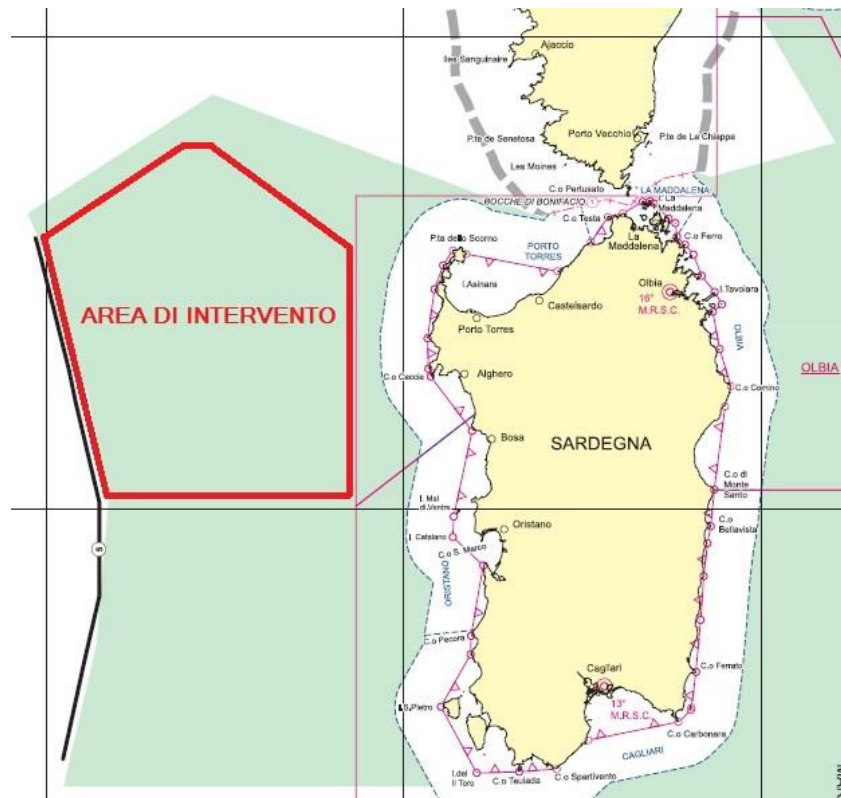 Ajaccio
Iles Sanguinaire
Porto Vecchio
P.te de La Chiappa
P.te de Senetosa
Les Moines
C.o Pertusato
LA MADDALENA
BOCCHE DI BONIFACIO 1
I. La
Maddalena
C.o Testa
La
Maddalena
C.o Ferro
P.ta dello Scorno
PORTO
TORRES
I.Asinara
Olbia
16°
M.R.S.C.
I.Tavolara
Castelsardo
Porto Torres
AREA DI INTERVENTO
OLBIA
OLBIA
C.o Caccia
Alghero
C.o Comino
Bosa
SARDEGNA
C.o di
Monte
Santo
I. Mal
di Ventre
Oristano
C.o
Bellavista
I. Catalano
C.o S. Marco
5
ORISTANO
C.o Pecora
Cagliari
C.o Ferrato
13°
M.R.S.C.
I.S.Pietro
C.o Carbonara
CAGLIARI
I.del
Il Toro
C.o Teulada
C.o Spartivento